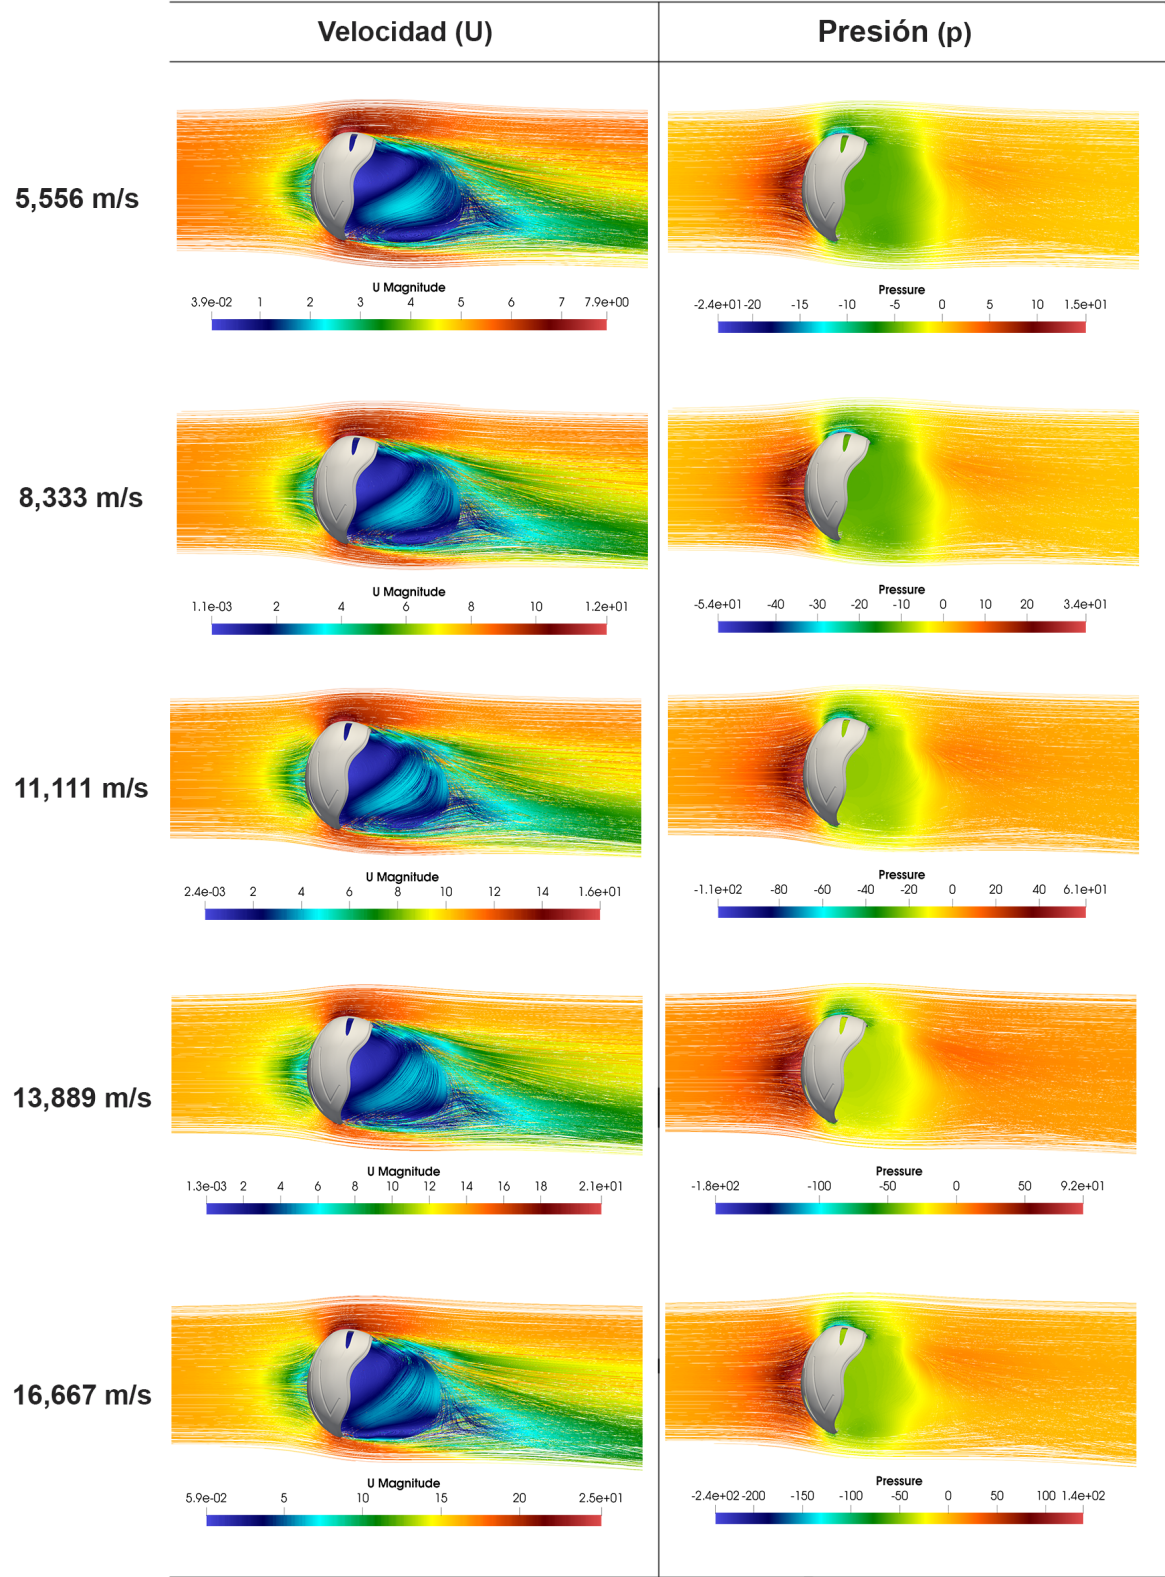 Velocidad (U)
Presión (p)
5,556 m/s
U Magnitude
3.9e-02 1 2 3 4 5 6 7 7.9e+00
Pressure
-2.4e+01 -20 -15 -10 -5 0 5 10 1.5e+01
8,333 m/s
U Magnitude
1.1e-03 2 4 6 8 10 1.2e+01
Pressure
-5.4e+01 -40 -30 -20 -10 0 10 20 3.4e+01
11,111 m/s
U Magnitude
2.4e-03 2 4 6 8 10 12 14 1.6e+01
Pressure
-1.1e+02 -80 -60 -40 -20 0 20 40 6.1e+01
13,889 m/s
U Magnitude
1.3e-03 2 4 6 8 10 12 14 16 18 2.1e+01
Pressure
-1.8e+02 -100 -50 0 50 9.2e+01
16,667 m/s
U Magnitude
5.9e-02 5 10 15 20 2.5e+01
Pressure
-2.4e+02 -200 -150 -100 -50 0 50 100 1.4e+02